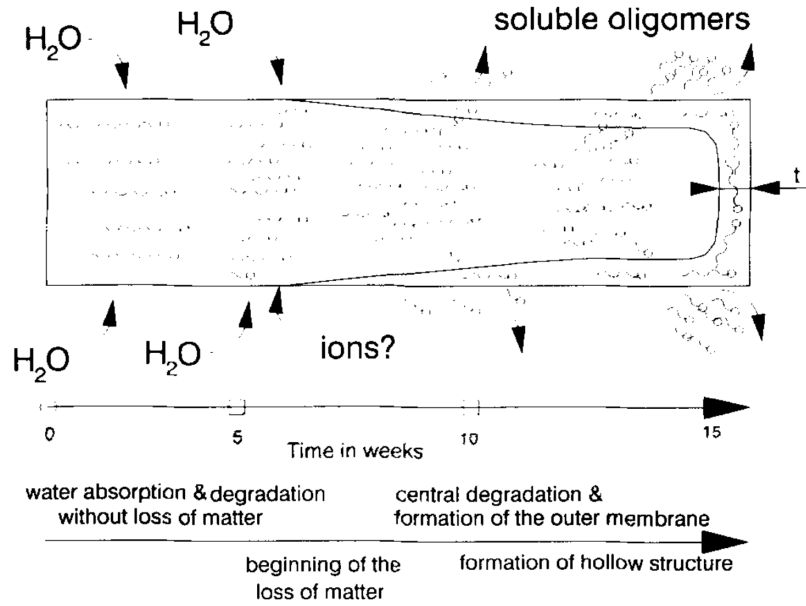 soluble oligomers
H₂O
H₂O
t
H₂O
H₂O
ions?
0
5
10
15
Time in weeks
water absorption & degradation
without loss of matter
central degradation &
formation of the outer membrane
beginning of the
loss of matter
formation of hollow structure